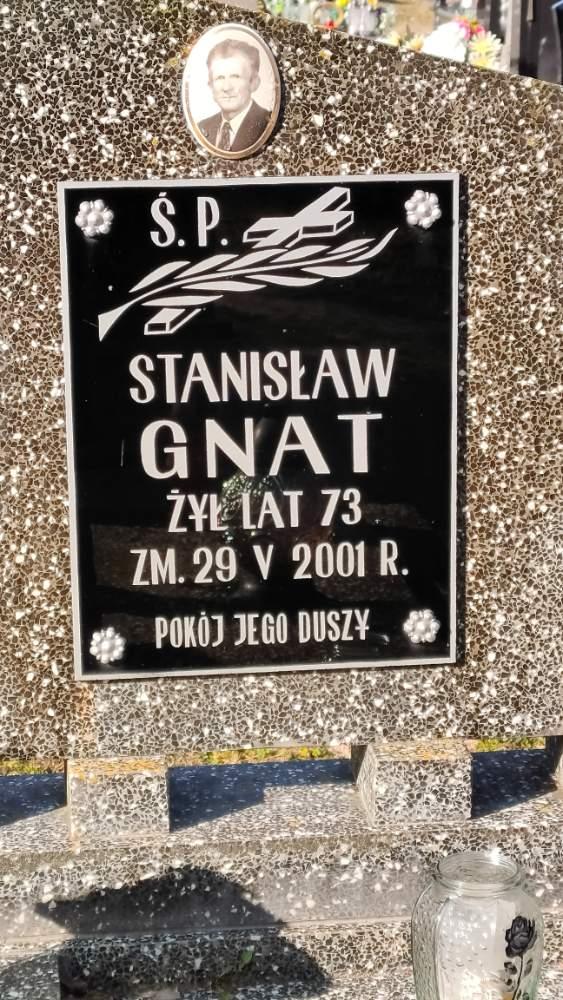 Ś. P.
STANISŁAW
GNAT
ŻYŁ LAT 73
ZM. 29 V 2001 R.
POKÓJ JEGO DUSZY